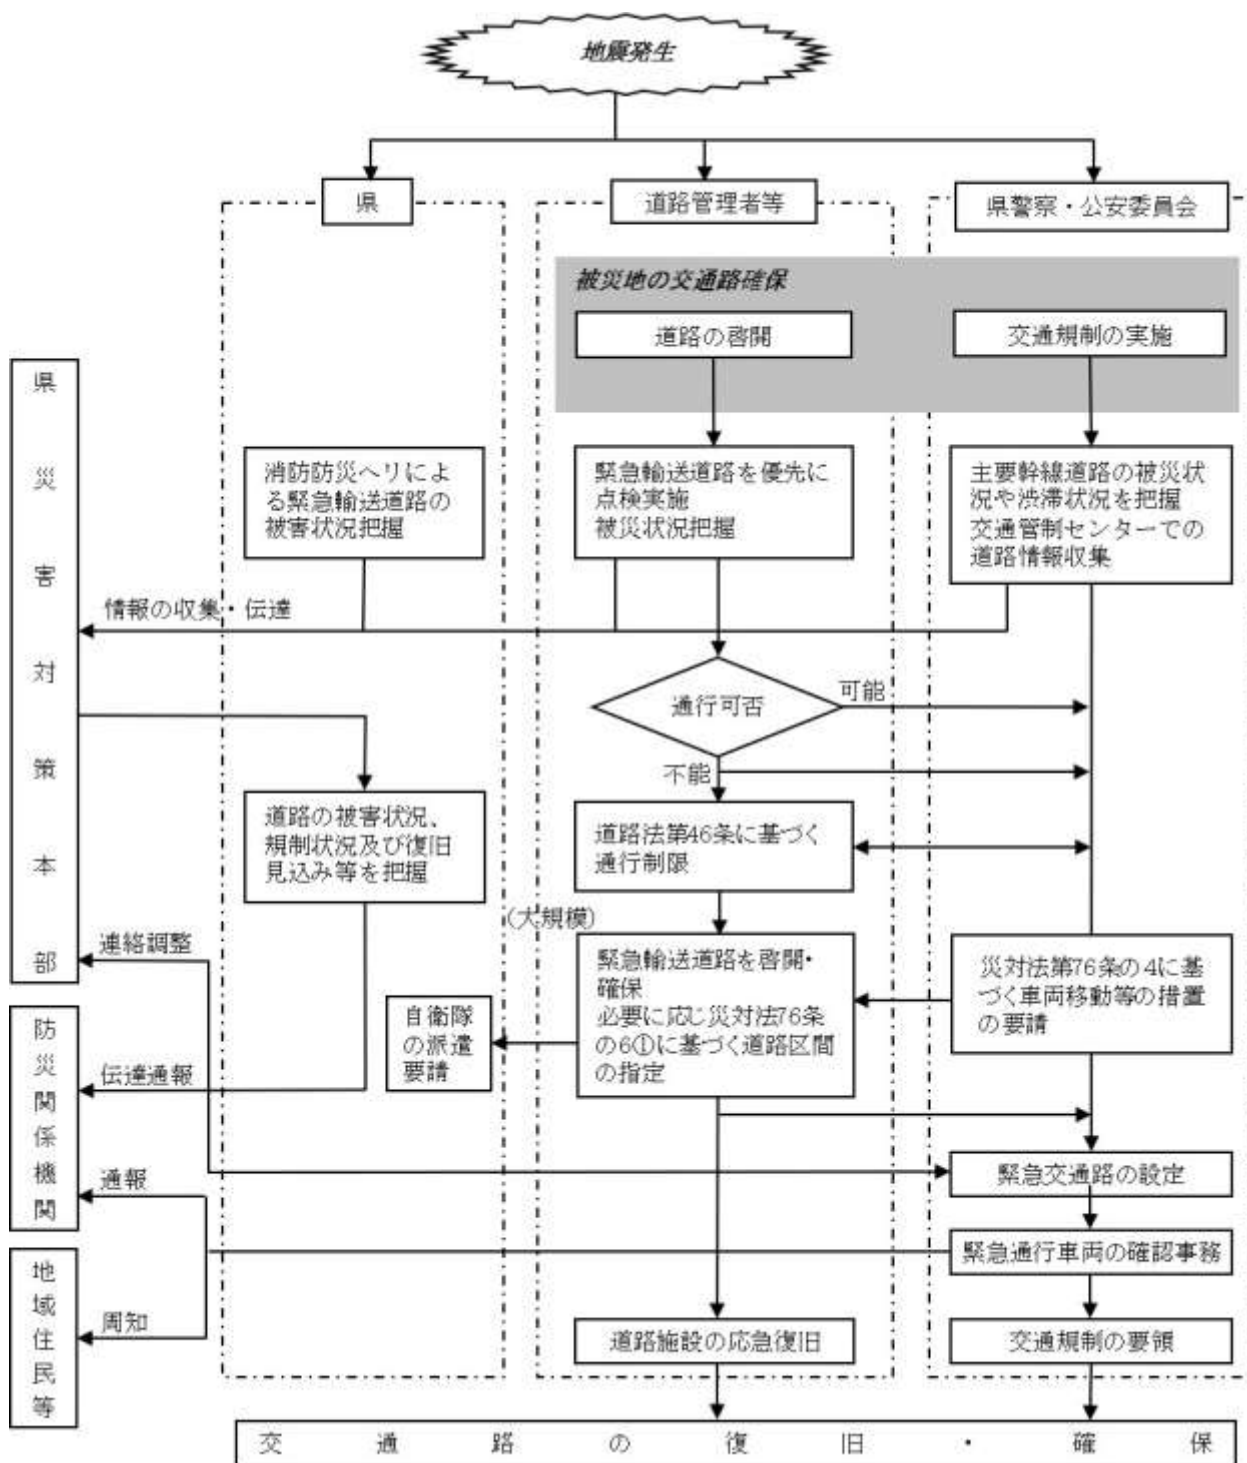 地震発生
県
道路管理者等
県警察・公安委員会
被災地の交通路確保
道路の啓開
交通規制の実施
県災害対策本部
消防防災ヘリによ
る緊急輸送道路の
被害状況把握
緊急輸送道路を優先に
点検実施
被災状況把握
主要幹線道路の被災状
況や渋滞状況を把握
交通管制センターでの
道路情報収集
情報の収集・伝達
通行可否
可能
不能
道路の被害状況、
規制状況及び復旧
見込み等を把握
道路法第46条に基づく
通行制限
(大規模)
連絡調整
緊急輸送道路を啓開・
確保
必要に応じ災対法76条
の6①に基づく道路区間
の指定
災対法第76条の4に基
づく車両移動等の措置
の要請
自衛隊
の派遣
要請
防災関係機関
伝達通報
通報
緊急交通路の設定
緊急通行車両の確認事務
地域住民等
周知
道路施設の応急復旧
交通規制の要領
交通路の復旧・確保